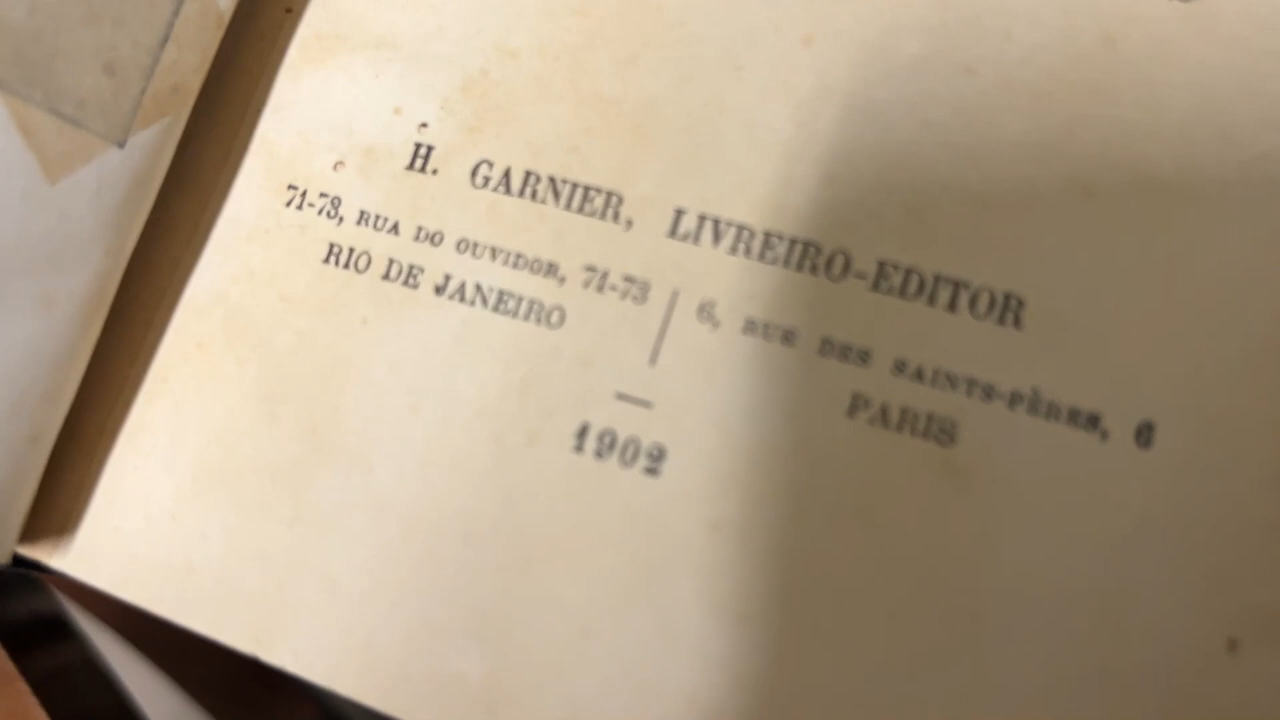 H. GARNIER, LIVREIRO-EDITOR
71-73, RUA DO OUVIDOR, 71-73
RIO DE JANEIRO
6, RUE DES SAINTS-PÈRES, 6
PARIS
1902